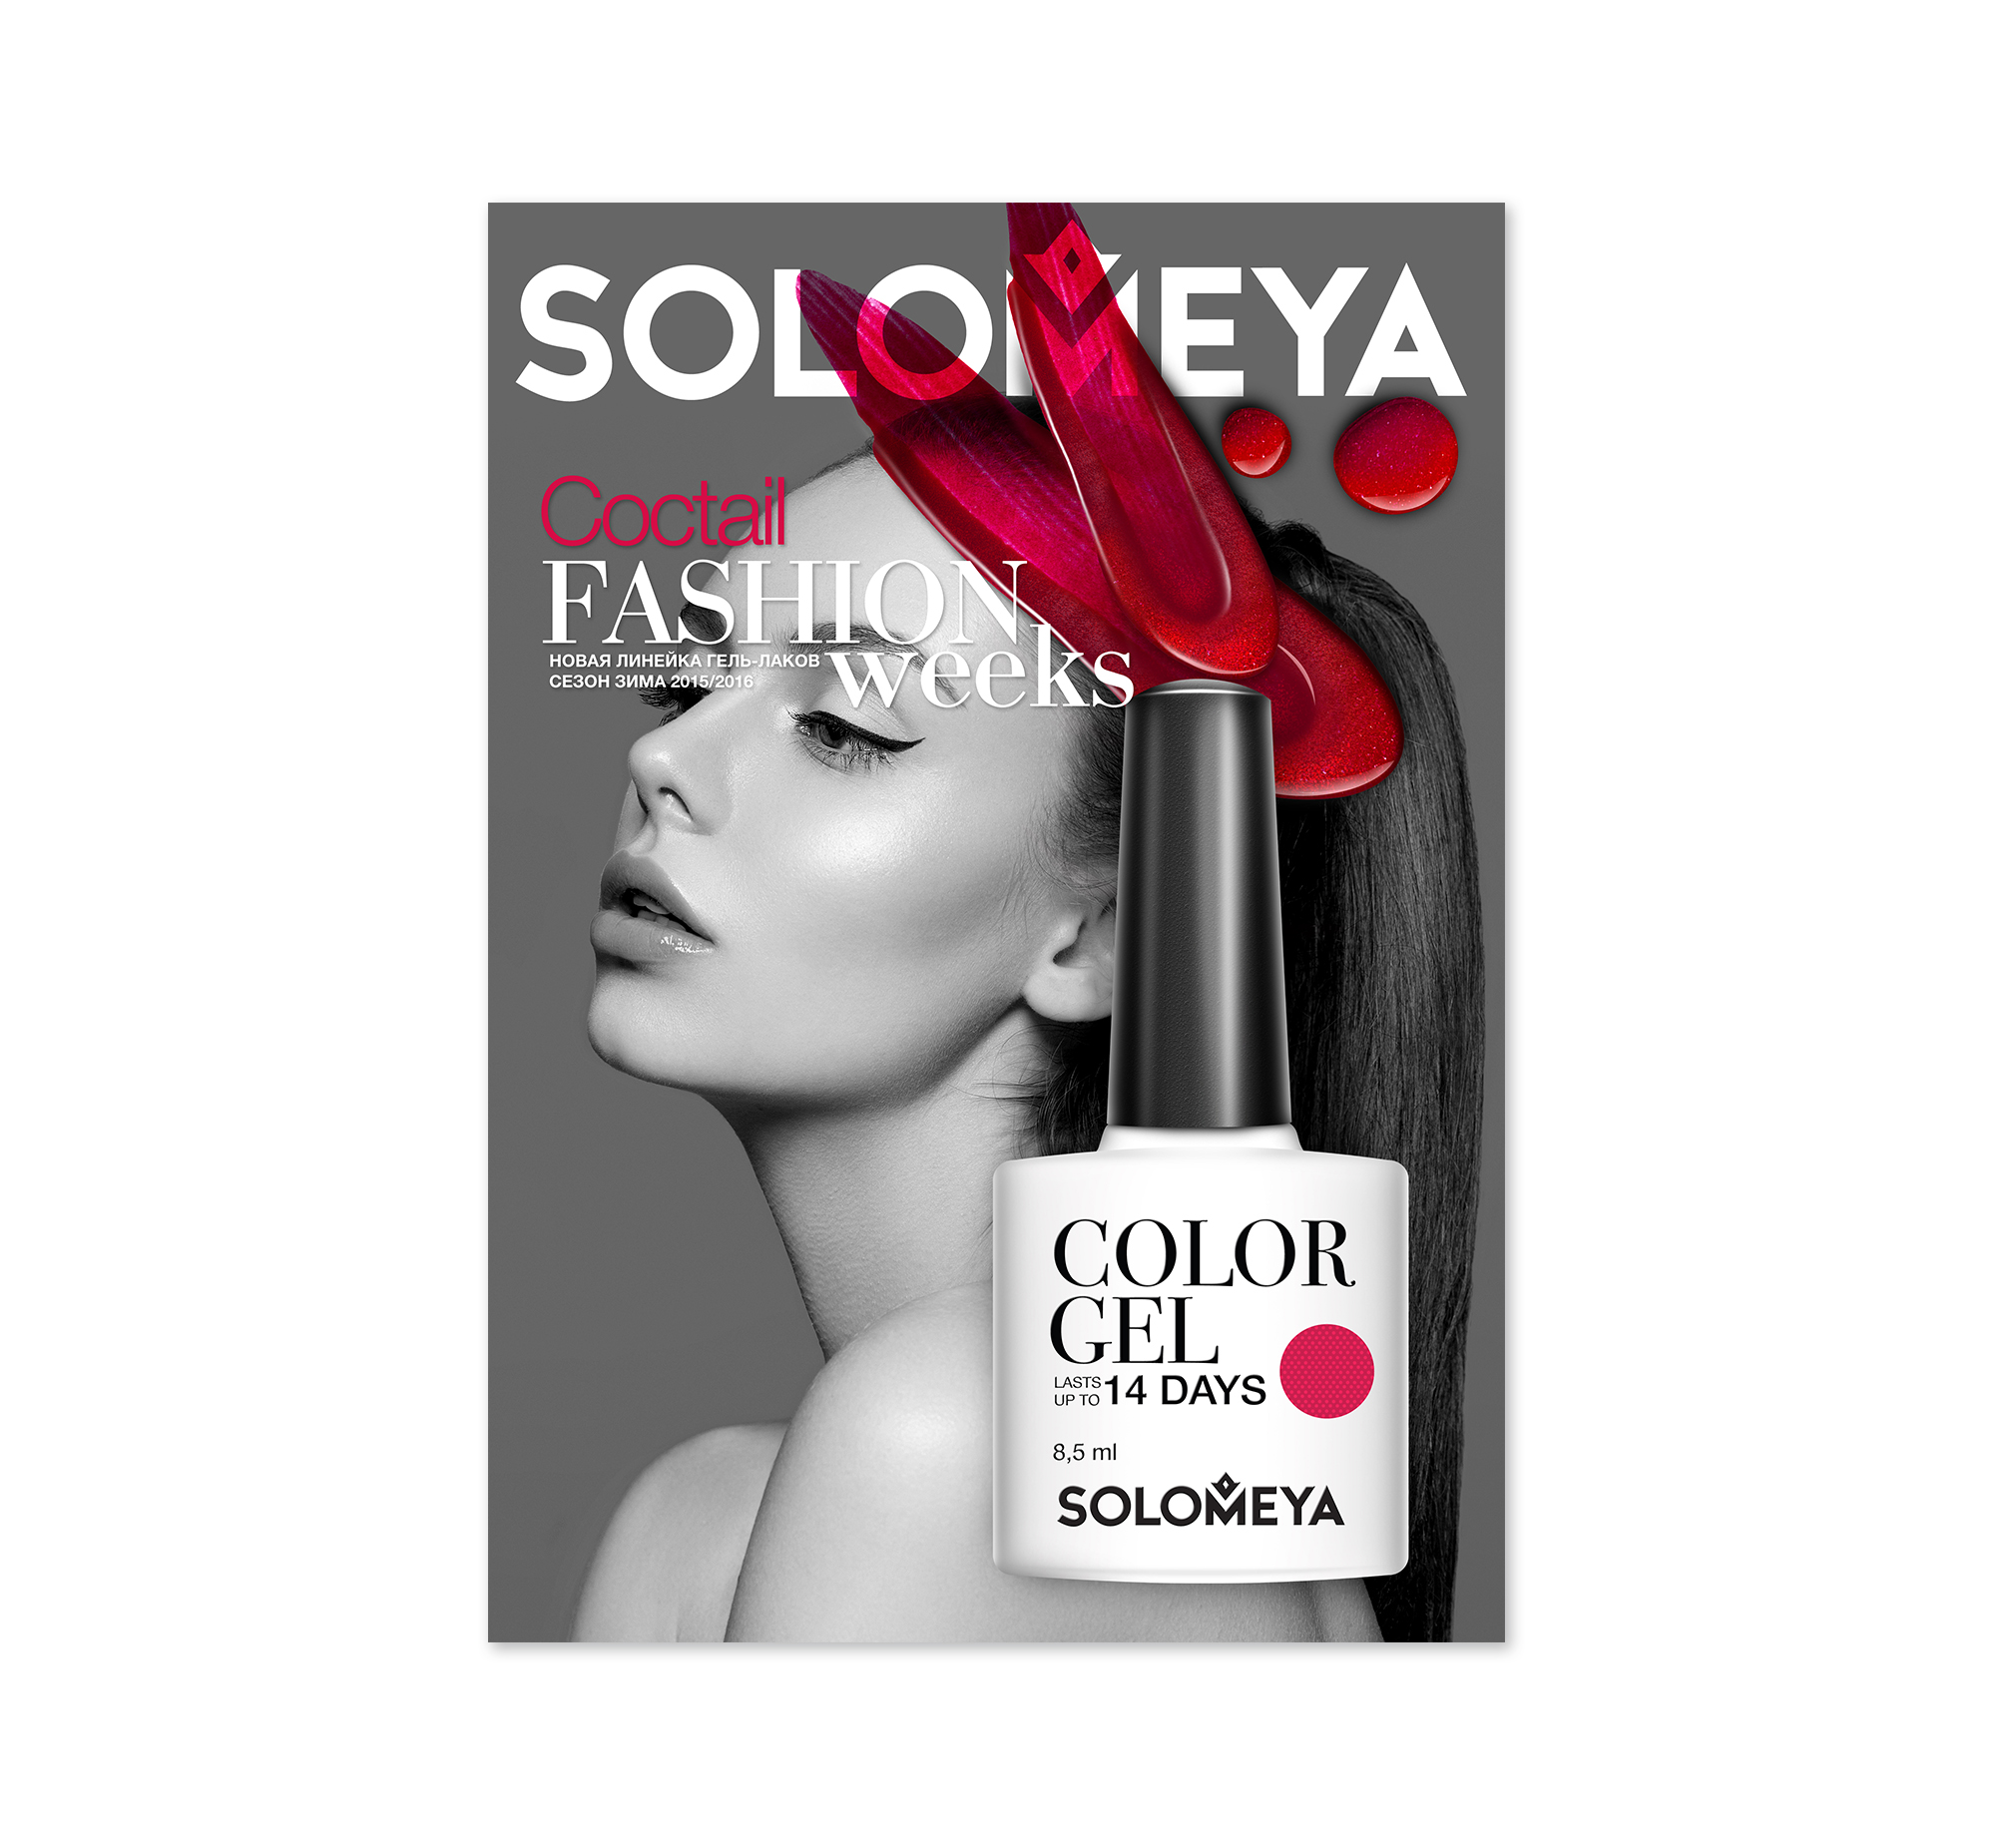 SOLOMEYA
Coctail
FASHION
weeks
НОВАЯ ЛИНЕЙКА ГЕЛЬ-ЛАКОВ
СЕЗОН ЗИМА 2015/2016
COLOR
GEL
LASTS
UP TO 14 DAYS
8,5 ml
SOLOMEYA